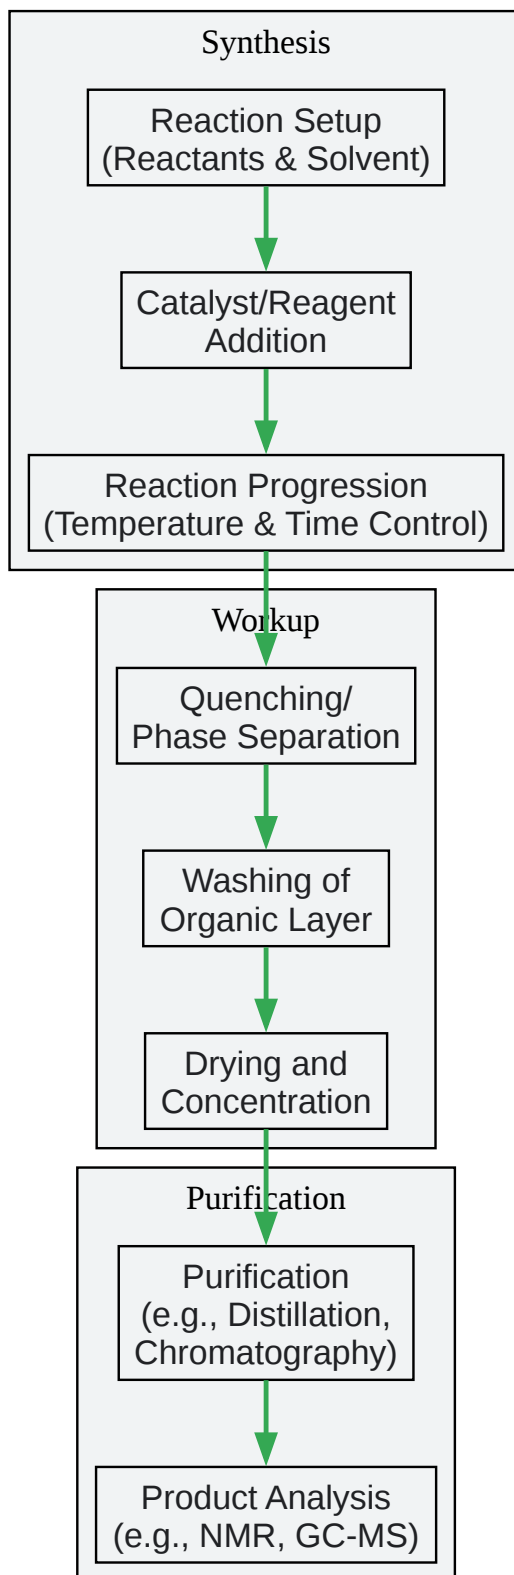 Synthesis
Reaction Setup
(Reactants & Solvent)
Catalyst/Reagent
Addition
Reaction Progression
(Temperature & Time Control)
Workup
Quenching/
Phase Separation
Washing of
Organic Layer
Drying and
Concentration
Purification
Purification
(e.g., Distillation,
Chromatography)
Product Analysis
(e.g., NMR, GC-MS)